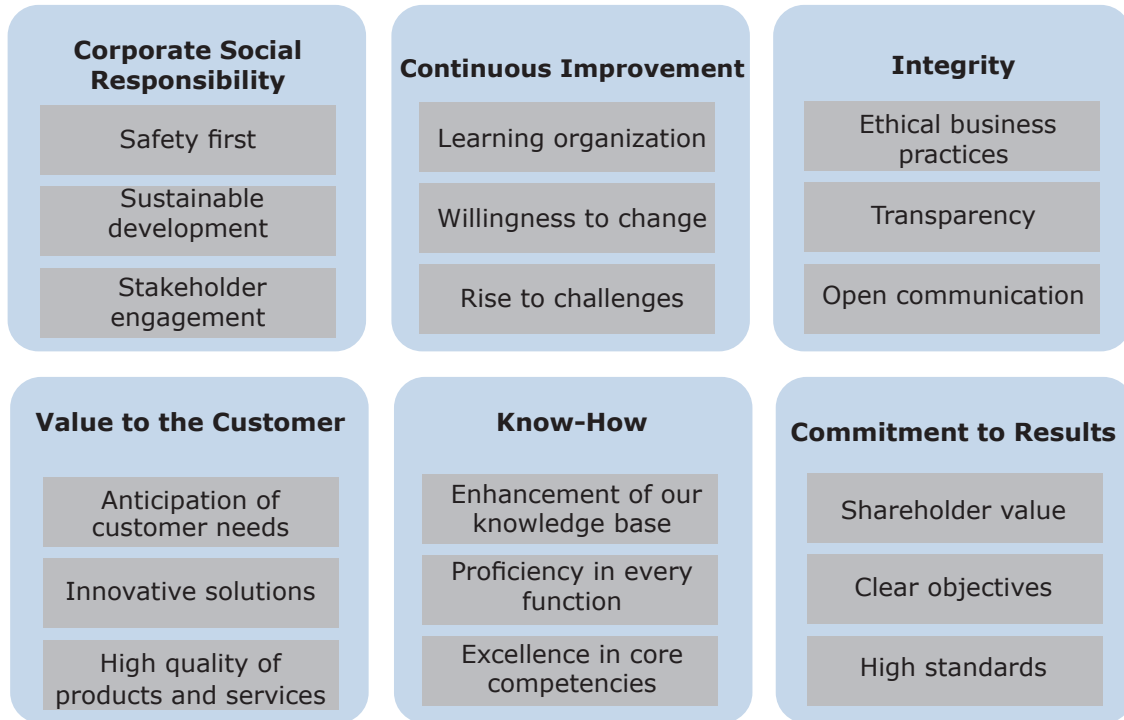 Corporate Social
Responsibility
Safety first
Sustainable
development
Stakeholder
engagement
Continuous Improvement
Learning organization
Willingness to change
Rise to challenges
Integrity
Ethical business
practices
Transparency
Open communication
Value to the Customer
Anticipation of
customer needs
Innovative solutions
High quality of
products and services
Know-How
Enhancement of our
knowledge base
Proficiency in every
function
Excellence in core
competencies
Commitment to Results
Shareholder value
Clear objectives
High standards